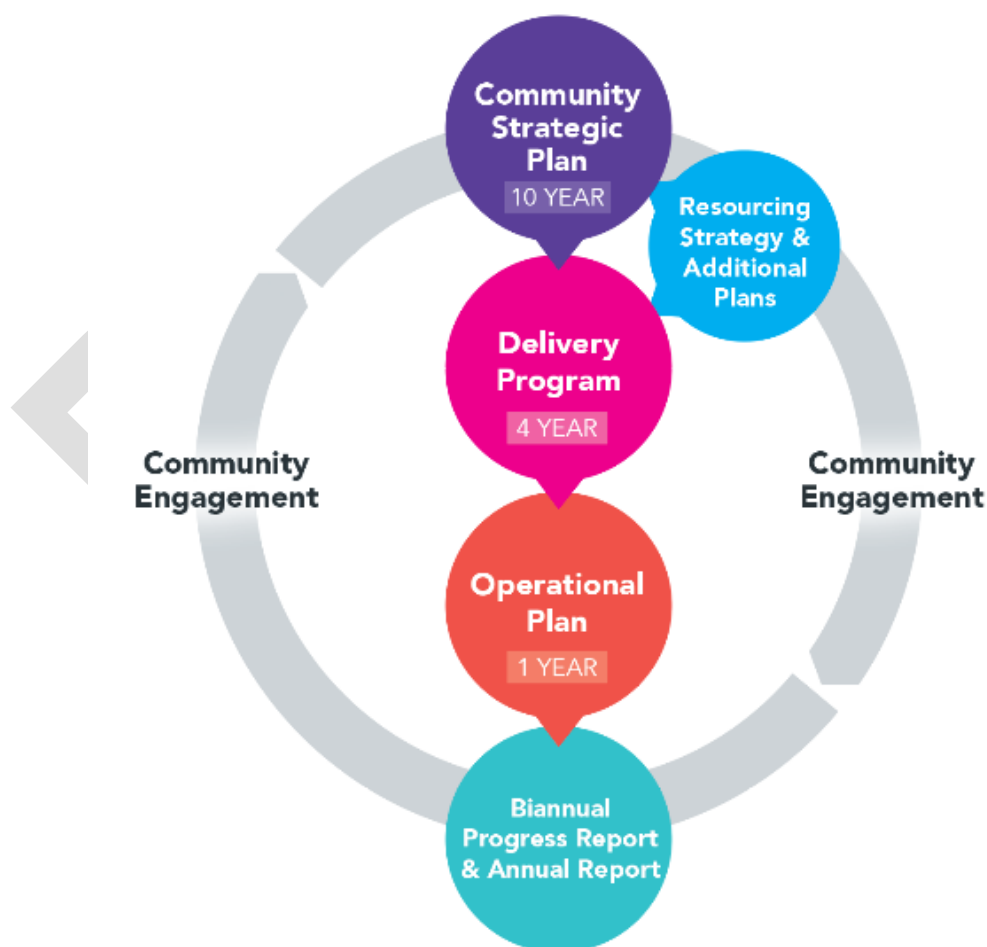 Community
Strategic
Plan
10 YEAR
Resourcing
Strategy &
Additional
Plans
Delivery
Program
4 YEAR
Community
Engagement
Community
Engagement
Operational
Plan
1 YEAR
Biannual
Progress Report
& Annual Report